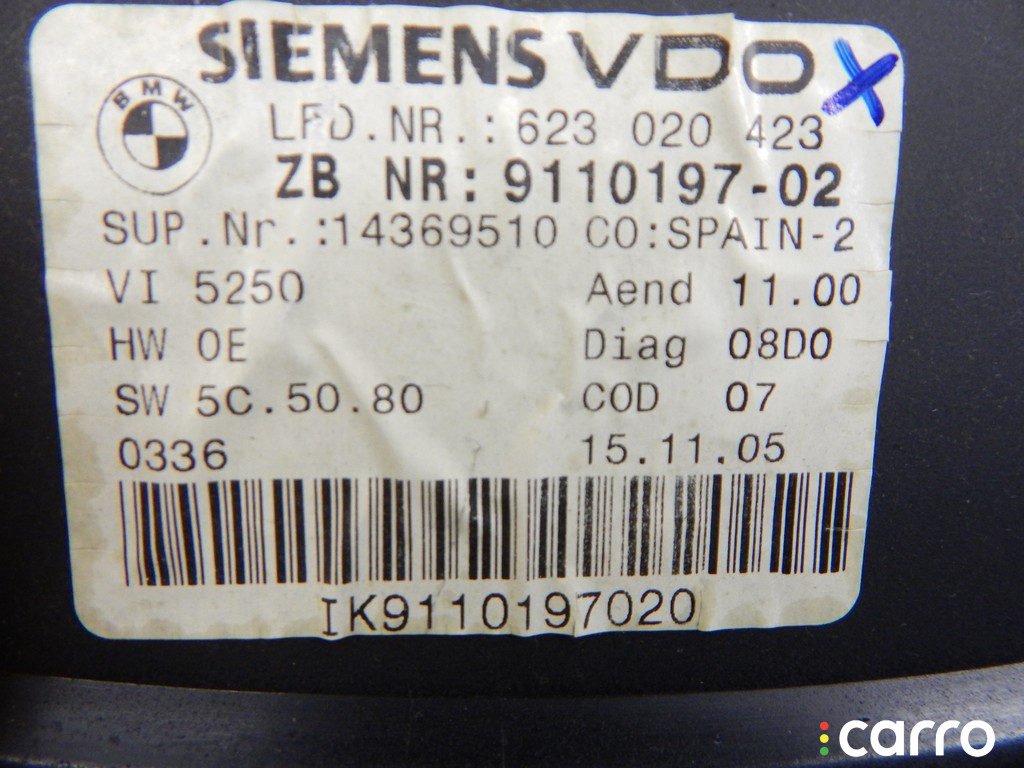 SIEMENS VDO
BMW
LFD.NR.:623 020 423
ZB NR:9110197-02
SUP.Nr.:14369510 CO:SPAIN-2
VI 5250 Aend 11.00
HW 0E Diag 08D0
SW 5C.50.80 COD 07
0336 15.11.05
IK9110197020
carro